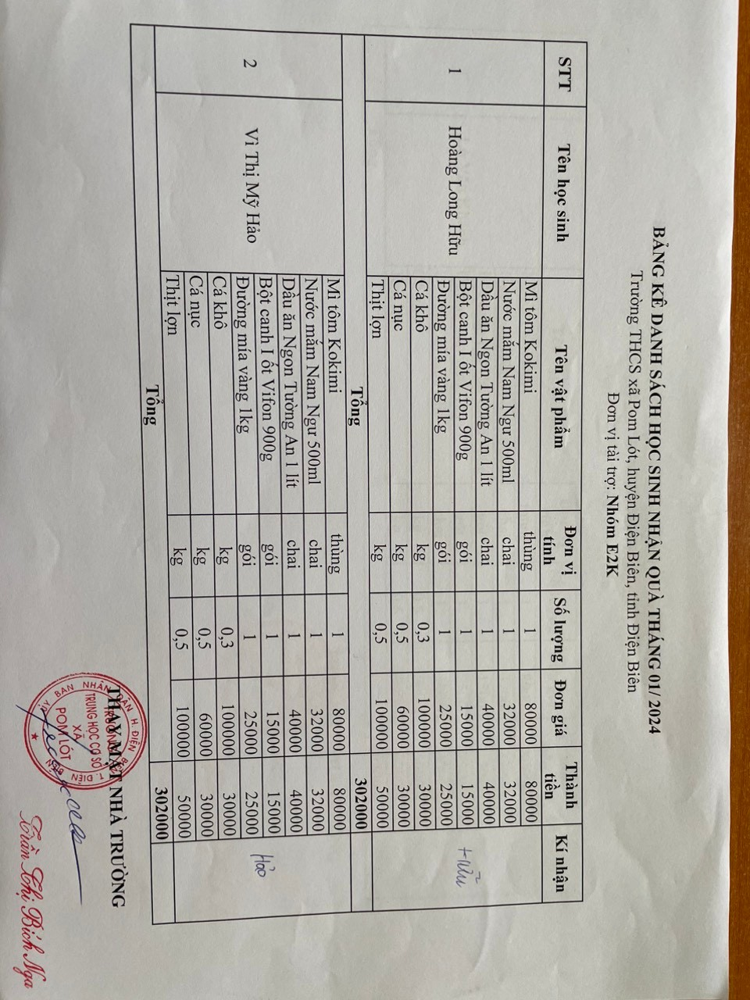 BẢNG KÊ DANH SÁCH HỌC SINH NHẬN QUÀ THÁNG 01/ 2024
Trường THCS xã Pom Lót, huyện Điện Biên, tỉnh Điện Biên
Đơn vị tài trợ: Nhóm E2K
STT Tên học sinh Tên vật phẩm Đơn vị tính Số lượng Đơn giá Thành tiền Kí nhận
1 Hoàng Long Hữu Hữu
Mì tôm Kokimi thùng 1 80000 80000
Nước mắm Nam Ngư 500ml chai 1 32000 32000
Dầu ăn Ngon Tường An 1 lít chai 1 40000 40000
Bột canh I ốt Vifon 900g gói 1 15000 15000
Đường mía vàng 1kg gói 1 25000 25000
Cá khô kg 0,3 100000 30000
Cá nục kg 0,5 60000 30000
Thịt lợn kg 0,5 100000 50000
Tổng 302000
2 Vì Thị Mỹ Hảo Hảo
Mì tôm Kokimi thùng 1 80000 80000
Nước mắm Nam Ngư 500ml chai 1 32000 32000
Dầu ăn Ngon Tường An 1 lít chai 1 40000 40000
Bột canh I ốt Vifon 900g gói 1 15000 15000
Đường mía vàng 1kg gói 1 25000 25000
Cá khô kg 0,3 100000 30000
Cá nục kg 0,5 60000 30000
Thịt lợn kg 0,5 100000 50000
Tổng 302000
THAY MẶT NHÀ TRƯỜNG
ỦY BAN NHÂN DÂN H. ĐIỆN BIÊN T. ĐIỆN BIÊN
TRƯỜNG
TRUNG HỌC CƠ SỞ
XÃ
POM LÓT
Trần Thị Bích Nga